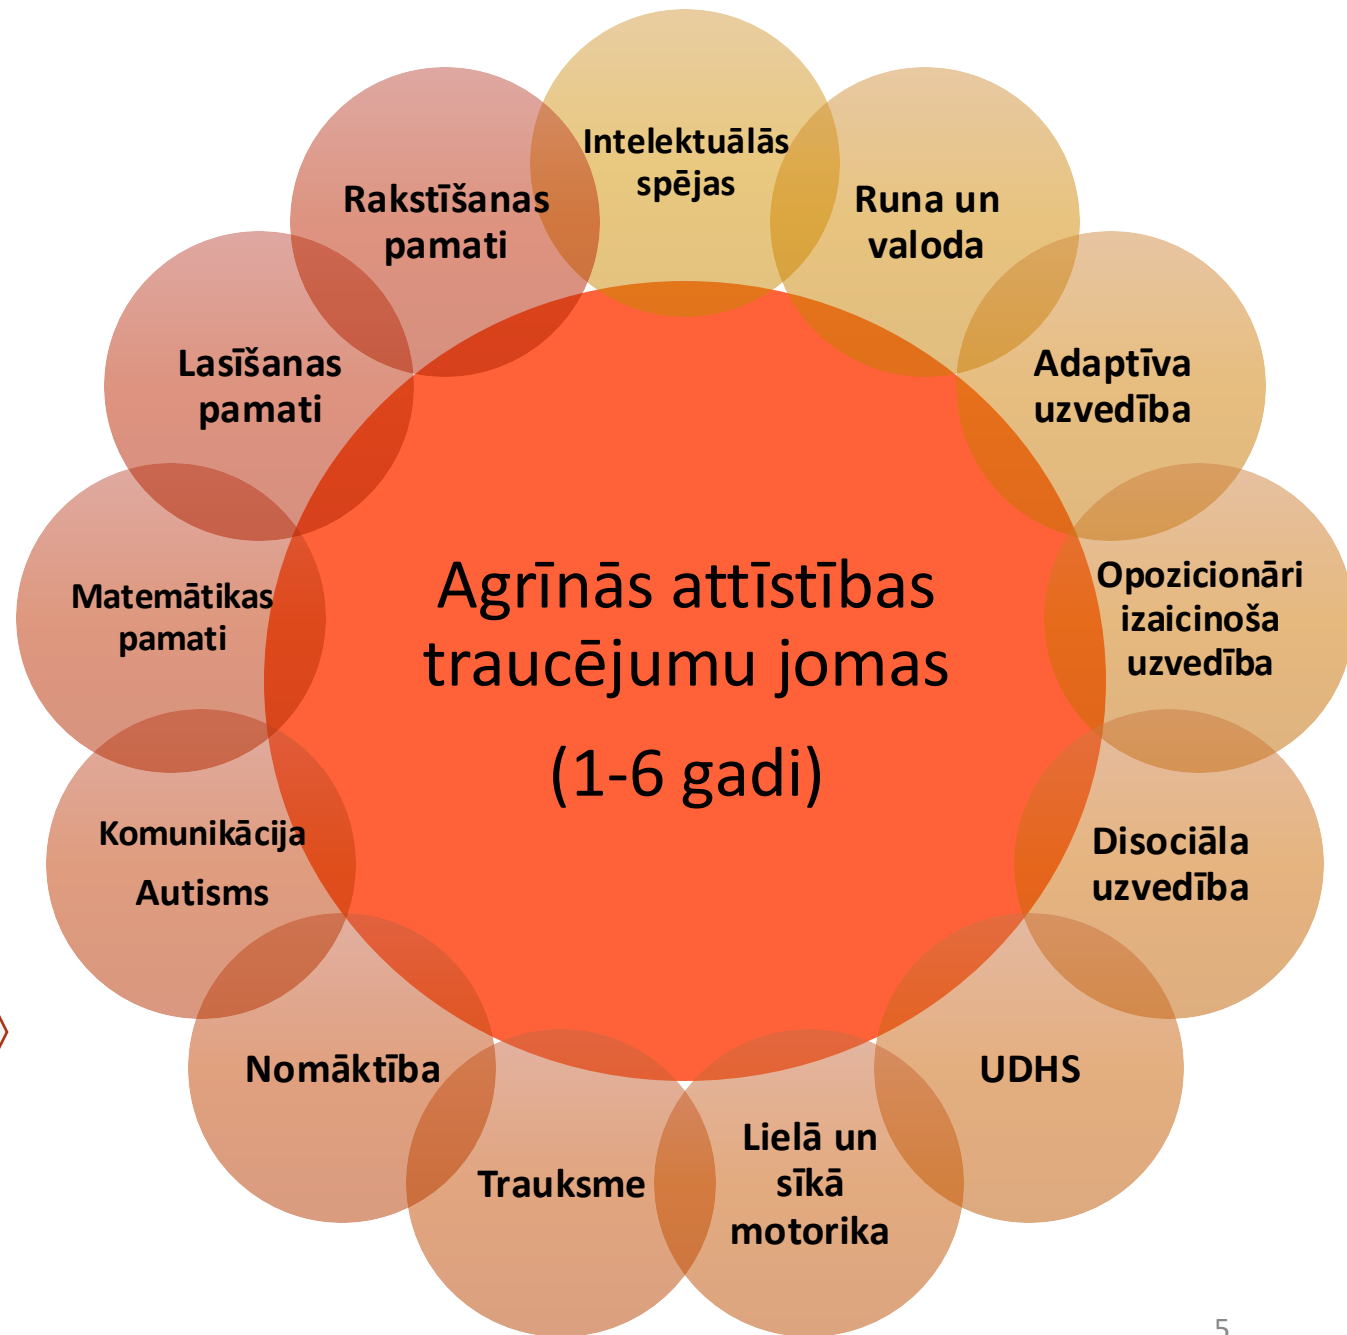 Intelektuālās
spējas
Runa un
valoda
Adaptīva
uzvedība
Opozicionāri
izaicinoša
uzvedība
Disociāla
uzvedība
UDHS
Lielā un
sīkā
motorika
Trauksme
Nomāktība
Komunikācija
Autisms
Matemātikas
pamati
Lasīšanas
pamati
Rakstīšanas
pamati
Agrīnās attīstības
traucējumu jomas
(1-6 gadi)
5